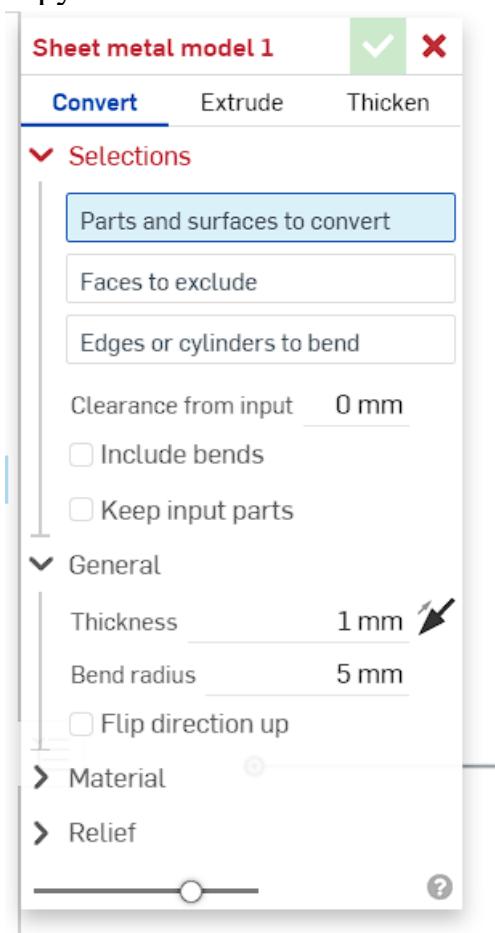 Sheet metal model 1
Convert Extrude Thicken
Selections
Parts and surfaces to convert
Faces to exclude
Edges or cylinders to bend
Clearance from input 0 mm
Include bends
Keep input parts
General
Thickness 1 mm
Bend radius 5 mm
Flip direction up
Material
Relief